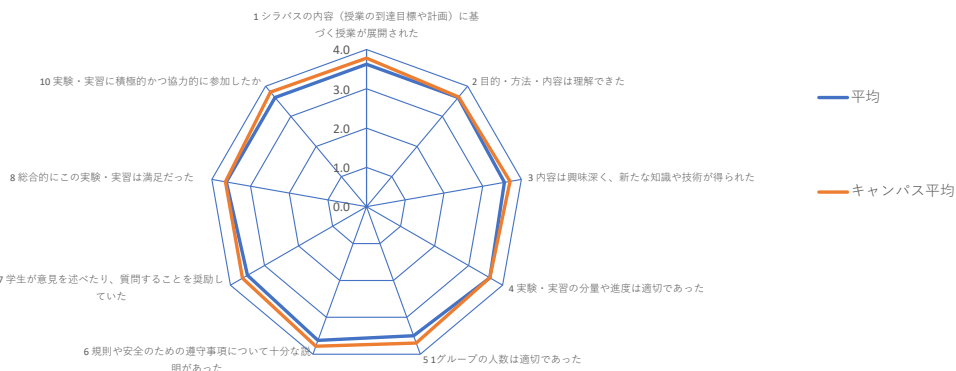 1 シラバスの内容（授業の到達目標や計画）に基
づく授業が展開された
4.0
10 実験・実習に積極的かつ協力的に参加したか
2 目的・方法・内容は理解できた
3.0
平均
2.0
8 総合的にこの実験・実習は満足だった
1.0
3 内容は興味深く、新たな知識や技術が得られた
キャンパス平均
0.0
7 学生が意見を述べたり、質問することを奨励し
ていた
4 実験・実習の分量や進度は適切であった
6 規則や安全のための遵守事項について十分な説
明があった
5 1グループの人数は適切であった